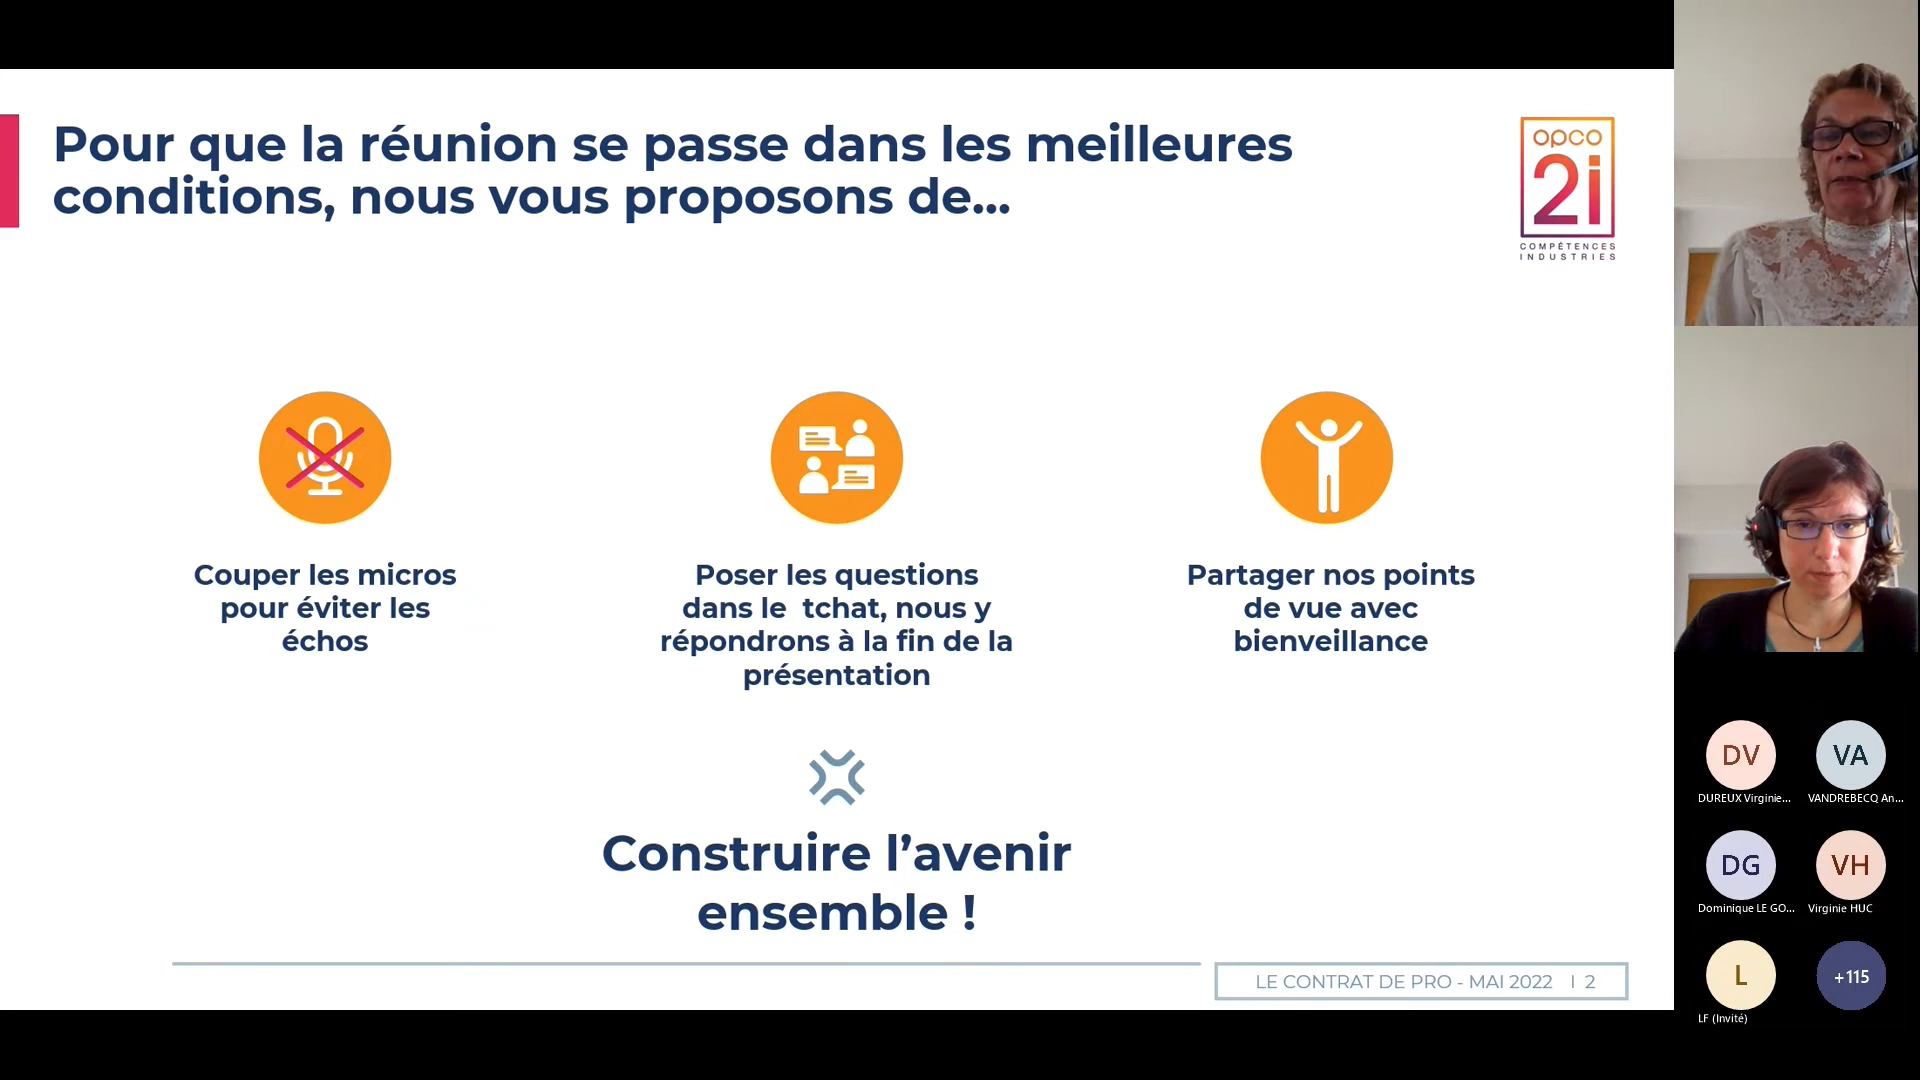 Pour que la réunion se passe dans les meilleures
conditions, nous vous proposons de...
opco
2i
COMPÉTENCES
INDUSTRIES
Couper les micros
pour éviter les
échos
Poser les questions
dans le tchat, nous y
répondrons à la fin de la
présentation
Partager nos points
de vue avec
bienveillance
Construire l’avenir
ensemble !
LE CONTRAT DE PRO - MAI 2022 I 2
DV
DUREUX Virginie...
VA
VANDREBECQ An...
DG
Dominique LE GO...
VH
Virginie HUC
L
LF (Invité)
+115